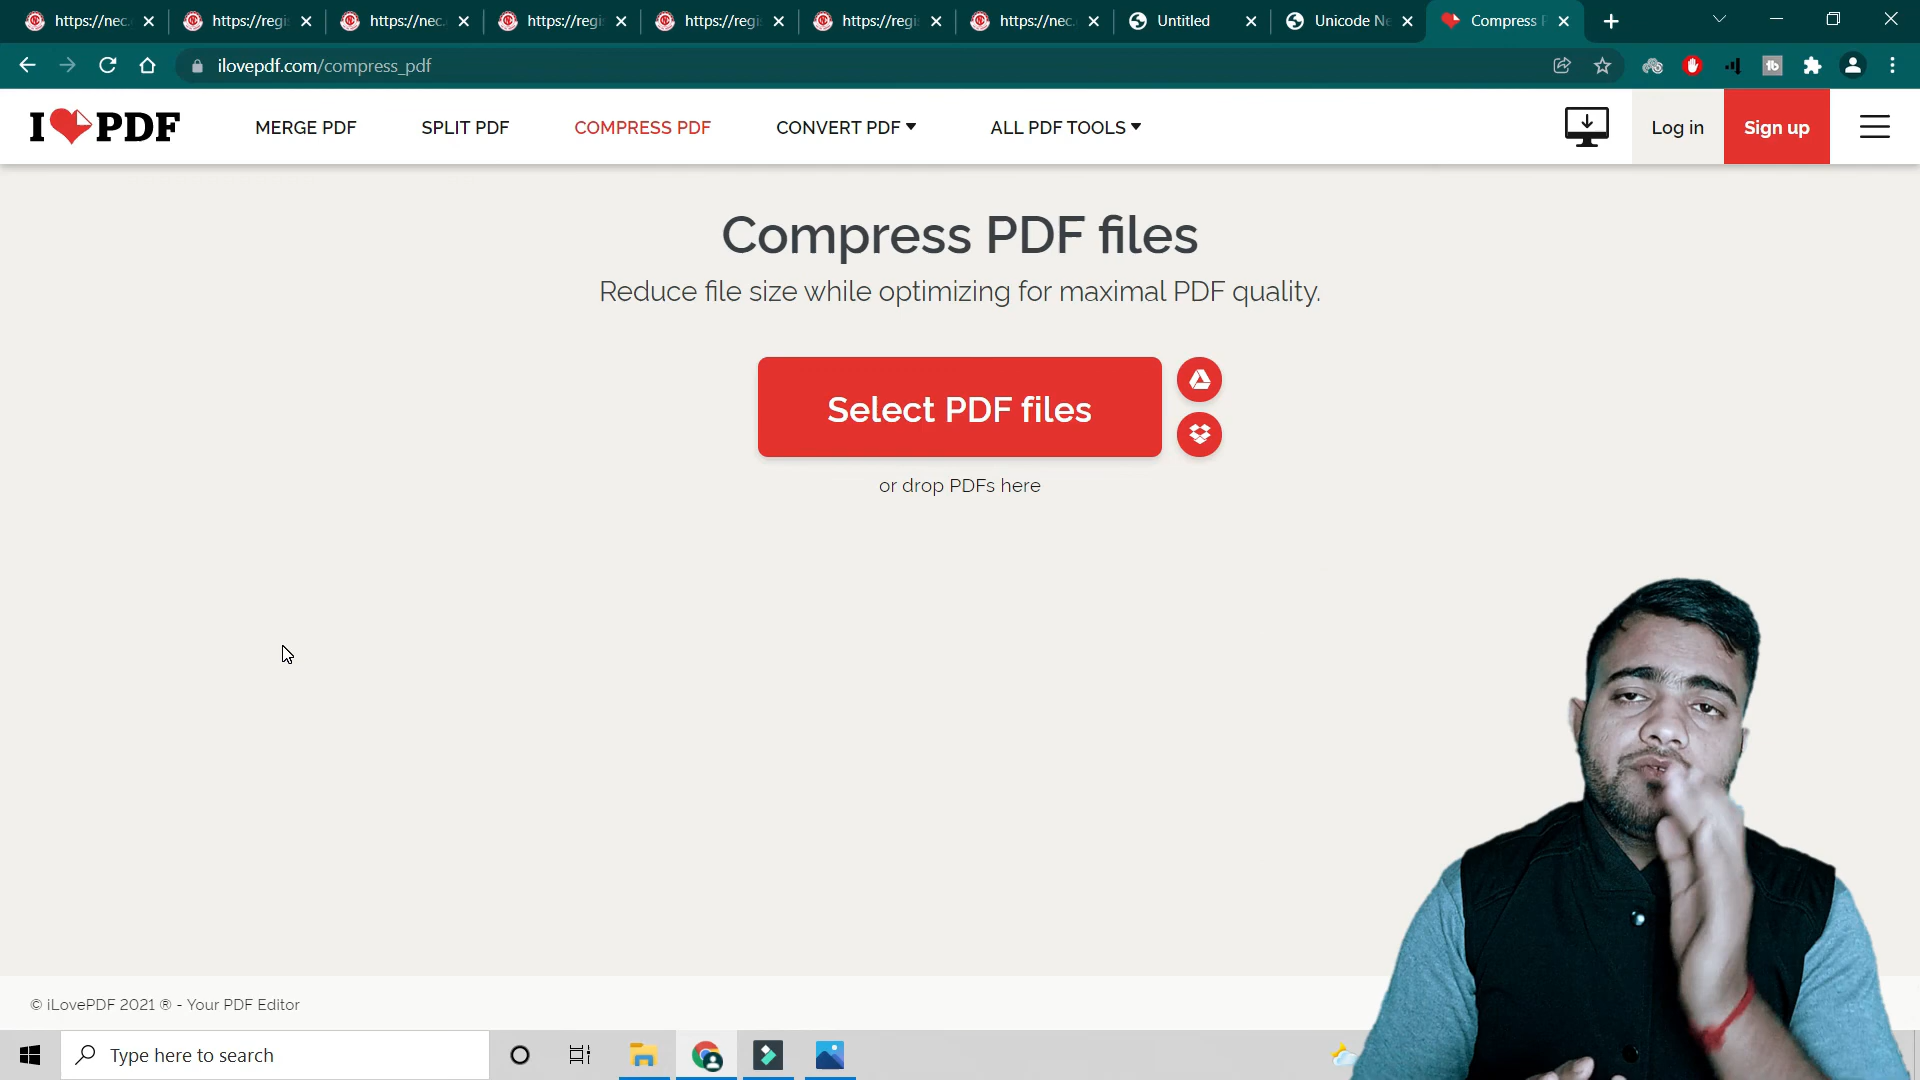 https://nec.
https://regi
https://nec.
https://regi
https://regi
https://regi
https://nec.
Untitled
Unicode Ne
Compress P
ilovepdf.com/compress_pdf
I PDF
MERGE PDF
SPLIT PDF
COMPRESS PDF
CONVERT PDF
ALL PDF TOOLS
Log in
Sign up
Compress PDF files
Reduce file size while optimizing for maximal PDF quality.
Select PDF files
or drop PDFs here
© iLovePDF 2021 ® - Your PDF Editor
Type here to search